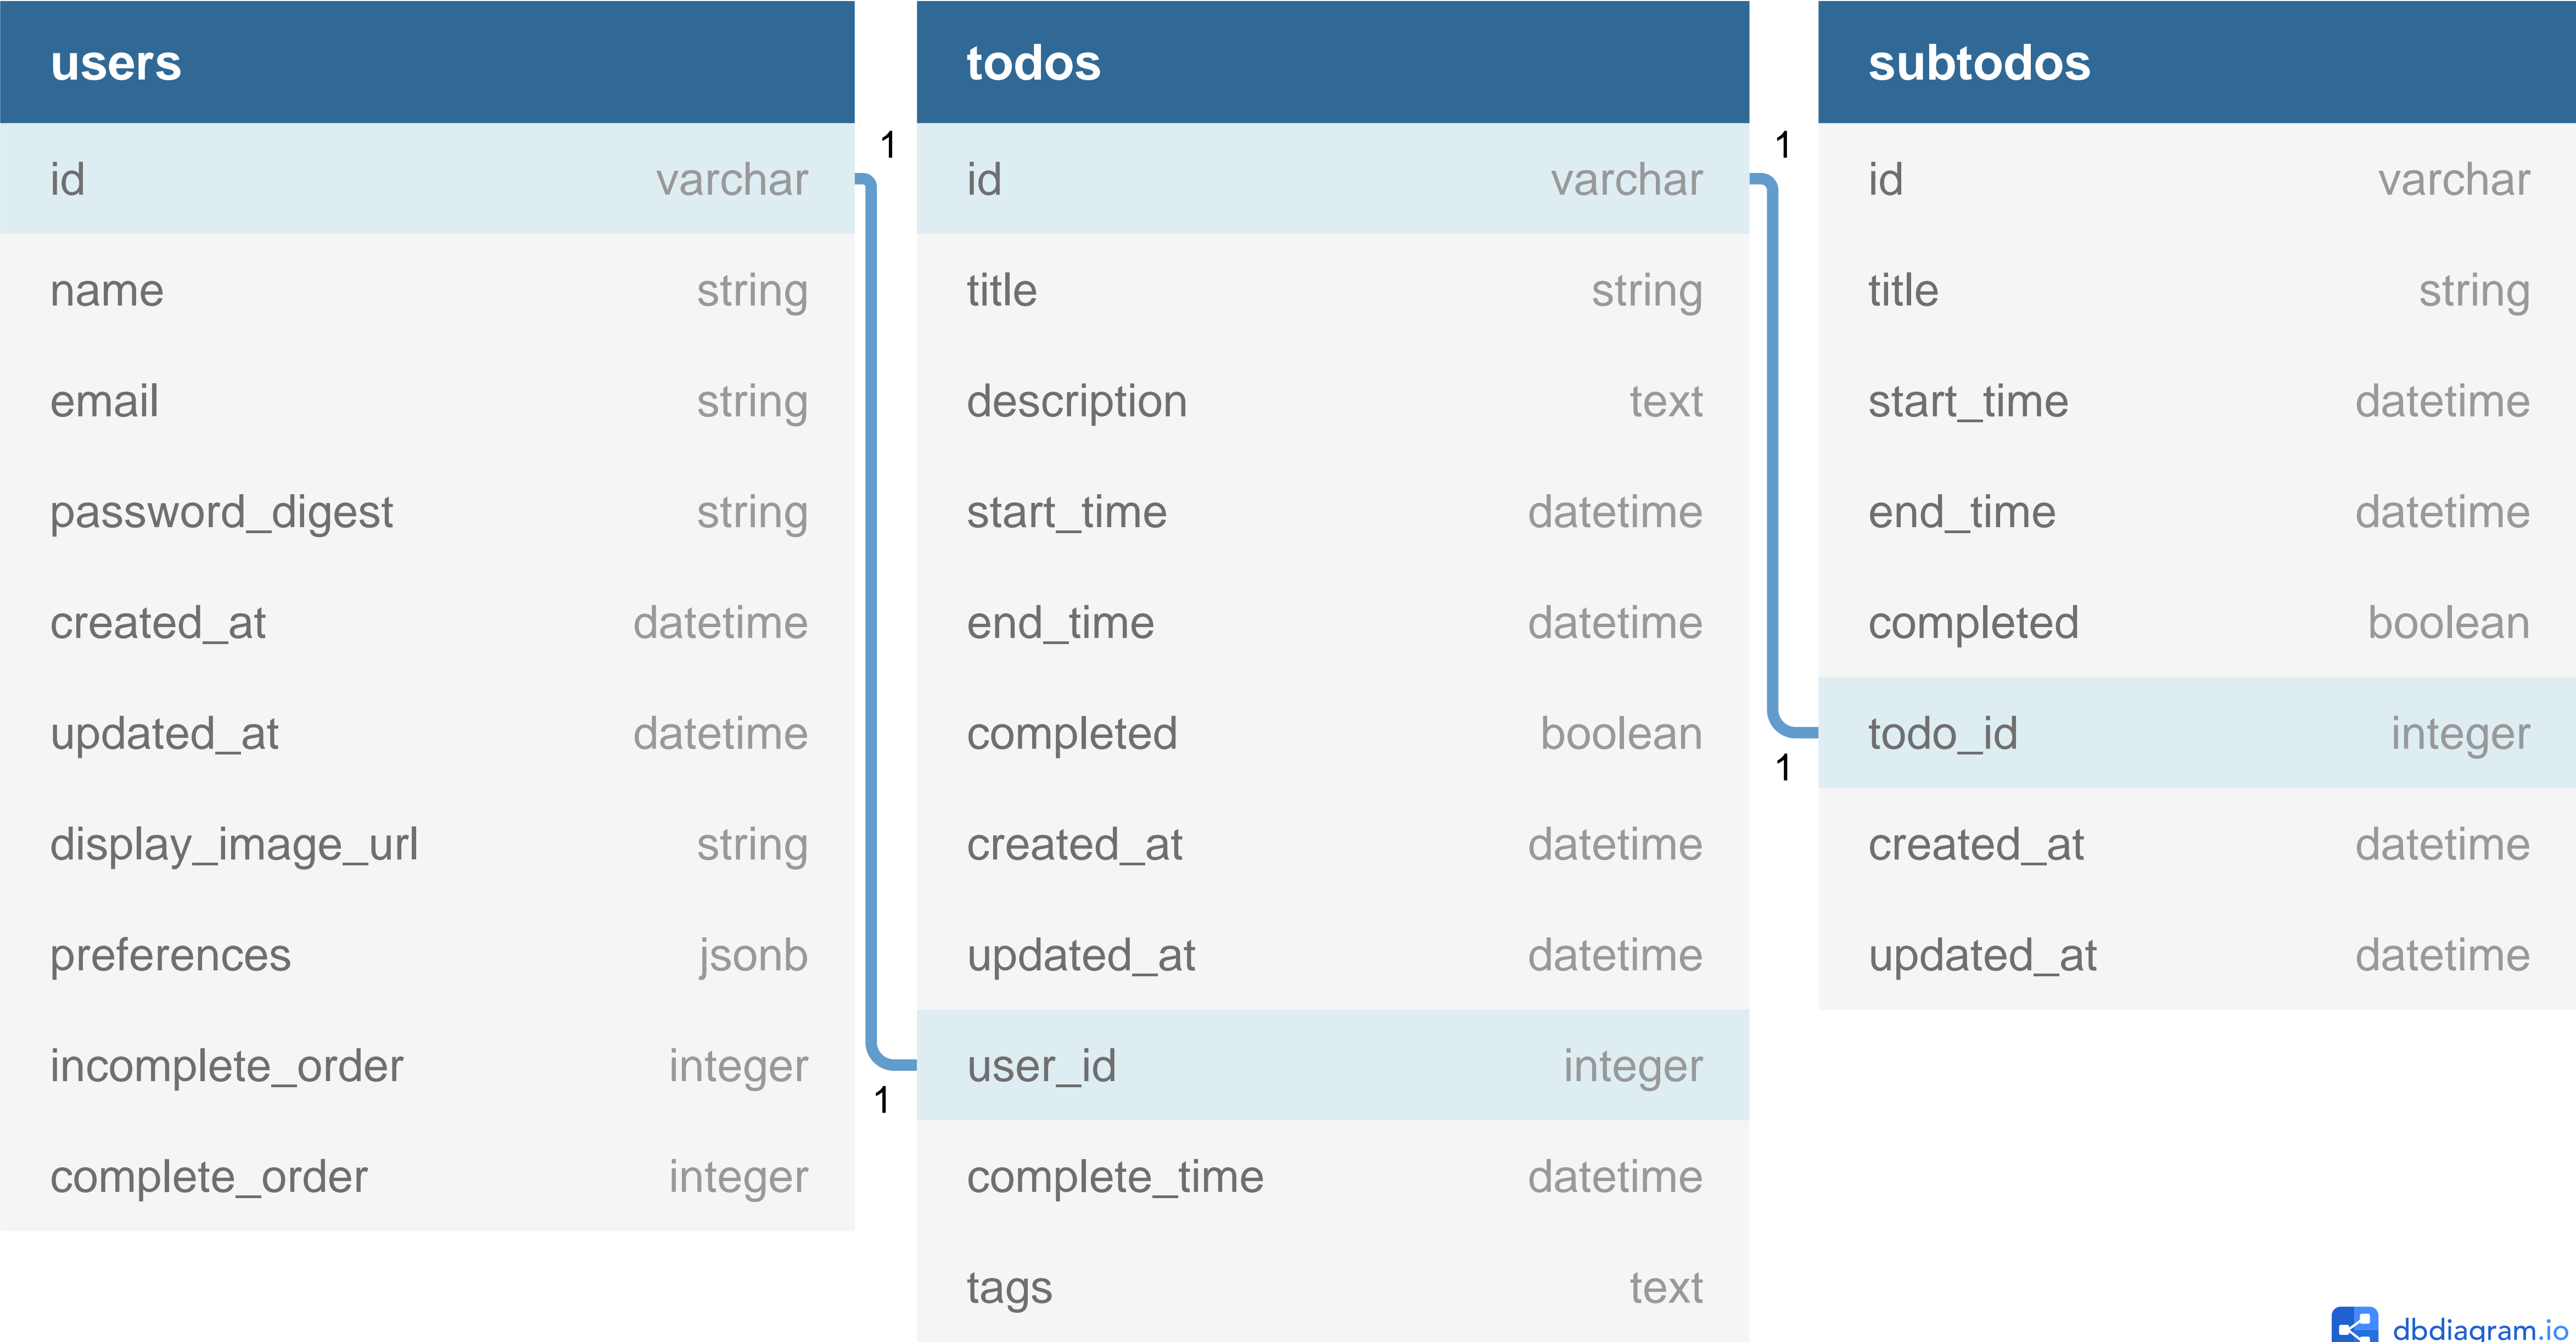 users
id varchar
name string
email string
password_digest string
created_at datetime
updated_at datetime
display_image_url string
preferences jsonb
incomplete_order integer
complete_order integer
1
1
todos
id varchar
title string
description text
start_time datetime
end_time datetime
completed boolean
created_at datetime
updated_at datetime
user_id integer
complete_time datetime
tags text
1
1
subtodos
id varchar
title string
start_time datetime
end_time datetime
completed boolean
todo_id integer
created_at datetime
updated_at datetime
dbdiagram.io